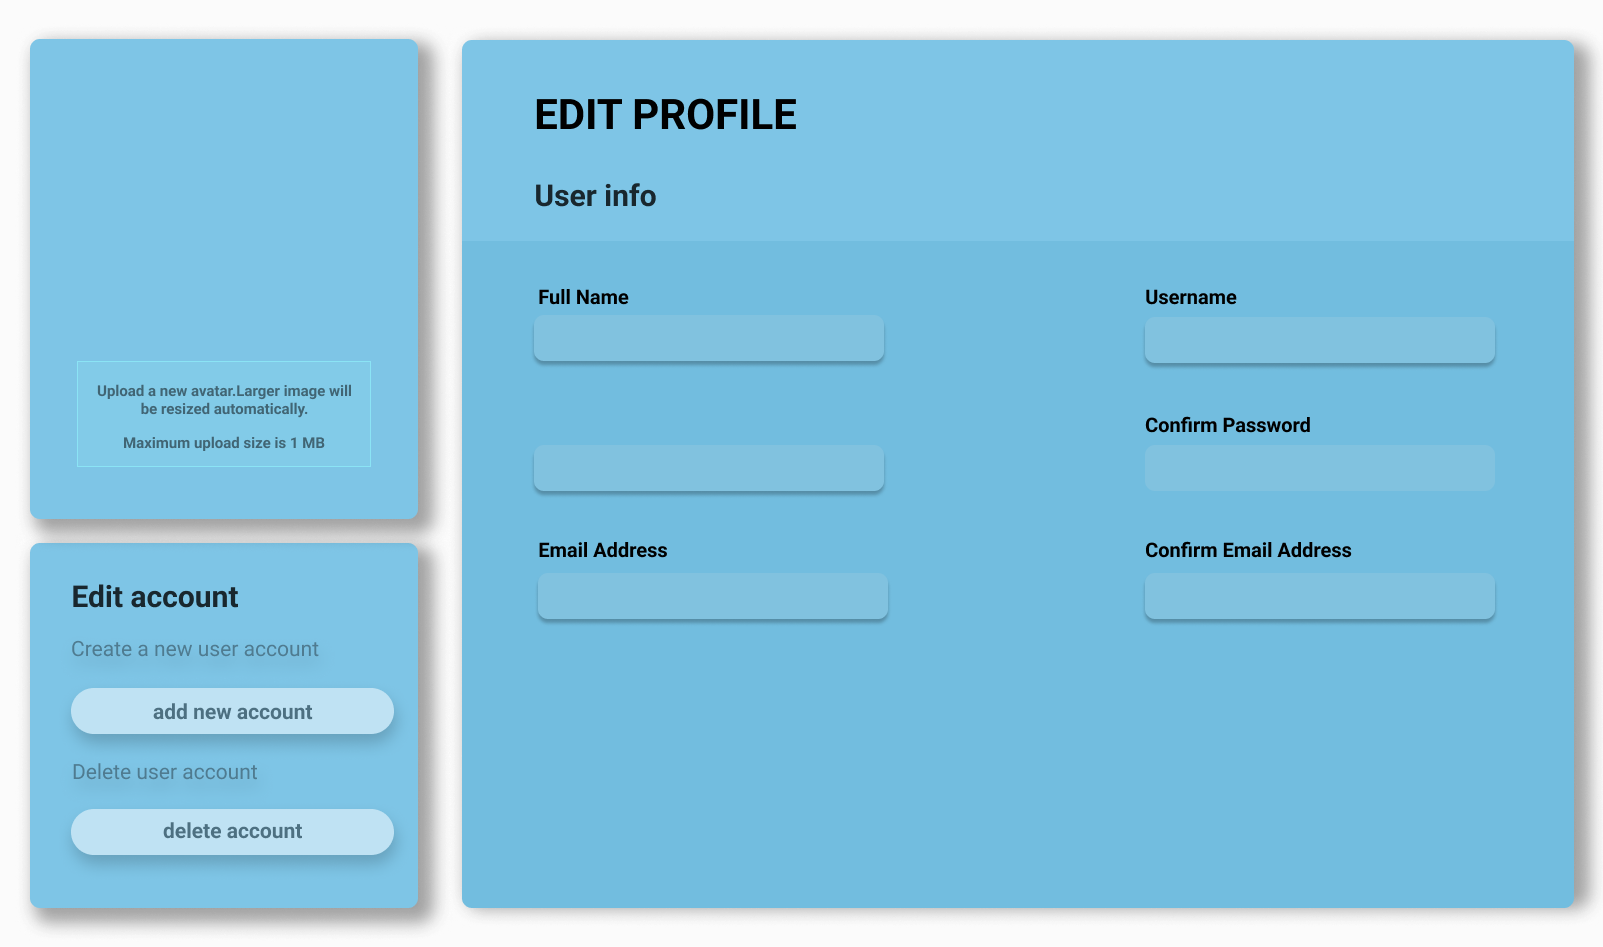 Upload a new avatar.Larger image will
be resized automatically.
Maximum upload size is 1 MB
Edit account
Create a new user account
add new account
Delete user account
delete account
EDIT PROFILE
User info
Full Name
Username
Confirm Password
Email Address
Confirm Email Address